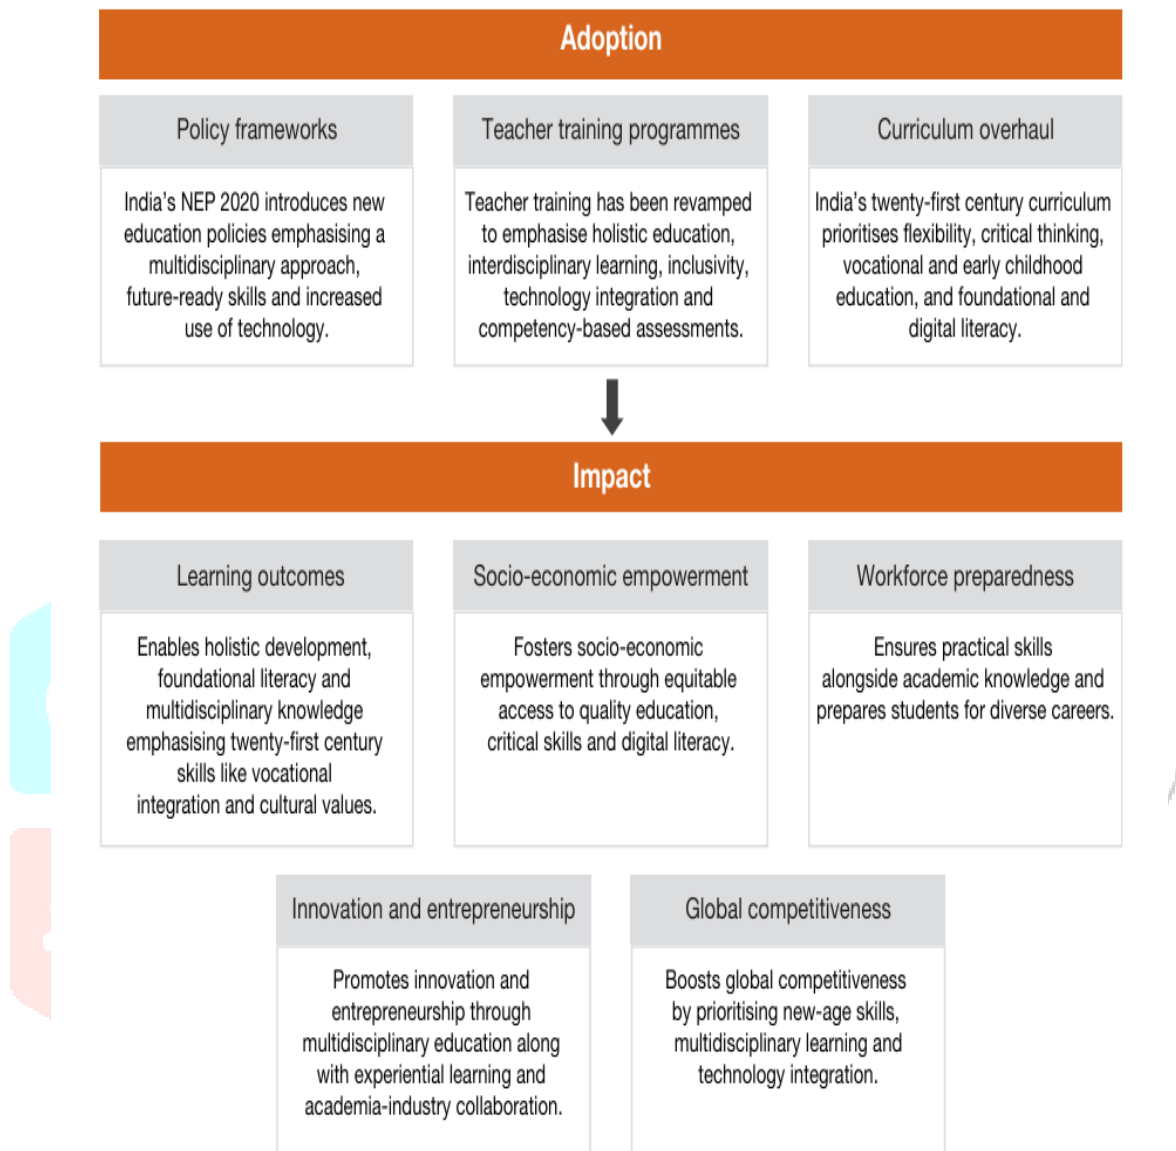 Adoption
Policy frameworks
India's NEP 2020 introduces new
education policies emphasising a
multidisciplinary approach,
future-ready skills and increased
use of technology.
Teacher training programmes
Teacher training has been revamped
to emphasise holistic education,
interdisciplinary learning, inclusivity,
technology integration and
competency-based assessments.
Curriculum overhaul
India's twenty-first century curriculum
prioritises flexibility, critical thinking,
vocational and early childhood
education, and foundational and
digital literacy.
Impact
Learning outcomes
Enables holistic development,
foundational literacy and
multidisciplinary knowledge
emphasising twenty-first century
skills like vocational
integration and cultural values.
Socio-economic empowerment
Fosters socio-economic
empowerment through equitable
access to quality education,
critical skills and digital literacy.
Workforce preparedness
Ensures practical skills
alongside academic knowledge and
prepares students for diverse careers.
Innovation and entrepreneurship
Promotes innovation and
entrepreneurship through
multidisciplinary education along
with experiential learning and
academia-industry collaboration.
Global competitiveness
Boosts global competitiveness
by prioritising new-age skills,
multidisciplinary learning and
technology integration.